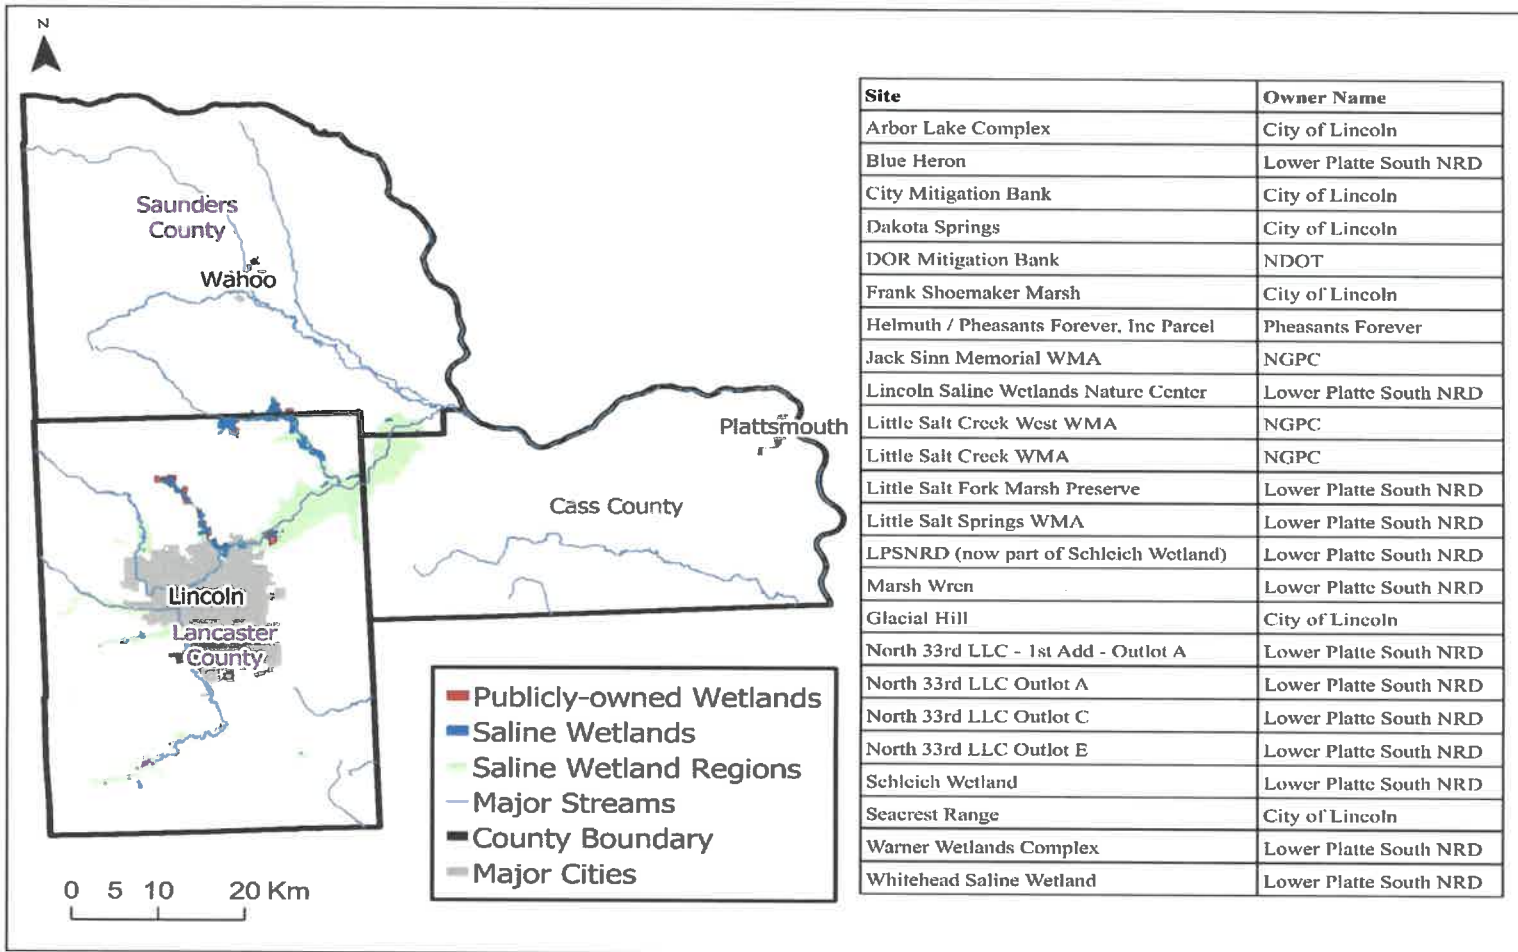 N
Saunders
County
Wahoo
Plattsmouth
Cass County
Lincoln
Lancaster
County
Publicly-owned Wetlands
Saline Wetlands
Saline Wetland Regions
Major Streams
County Boundary
Major Cities
0 5 10 20 Km
Site Owner Name
Arbor Lake Complex City of Lincoln
Blue Heron Lower Platte South NRD
City Mitigation Bank City of Lincoln
Dakota Springs City of Lincoln
DOR Mitigation Bank NDOT
Frank Shoemaker Marsh City of Lincoln
Helmuth / Pheasants Forever, Inc Parcel Pheasants Forever
Jack Sinn Memorial WMA NGPC
Lincoln Saline Wetlands Nature Center Lower Platte South NRD
Little Salt Creek West WMA NGPC
Little Salt Creek WMA NGPC
Little Salt Fork Marsh Preserve Lower Platte South NRD
Little Salt Springs WMA Lower Platte South NRD
LPSNRD (now part of Schleich Wetland) Lower Platte South NRD
Marsh Wren Lower Platte South NRD
Glacial Hill City of Lincoln
North 33rd LLC - 1st Add - Outlot A Lower Platte South NRD
North 33rd LLC Outlot A Lower Platte South NRD
North 33rd LLC Outlot C Lower Platte South NRD
North 33rd LLC Outlot E Lower Platte South NRD
Schleich Wetland Lower Platte South NRD
Seacrest Range City of Lincoln
Warner Wetlands Complex Lower Platte South NRD
Whitehead Saline Wetland Lower Platte South NRD